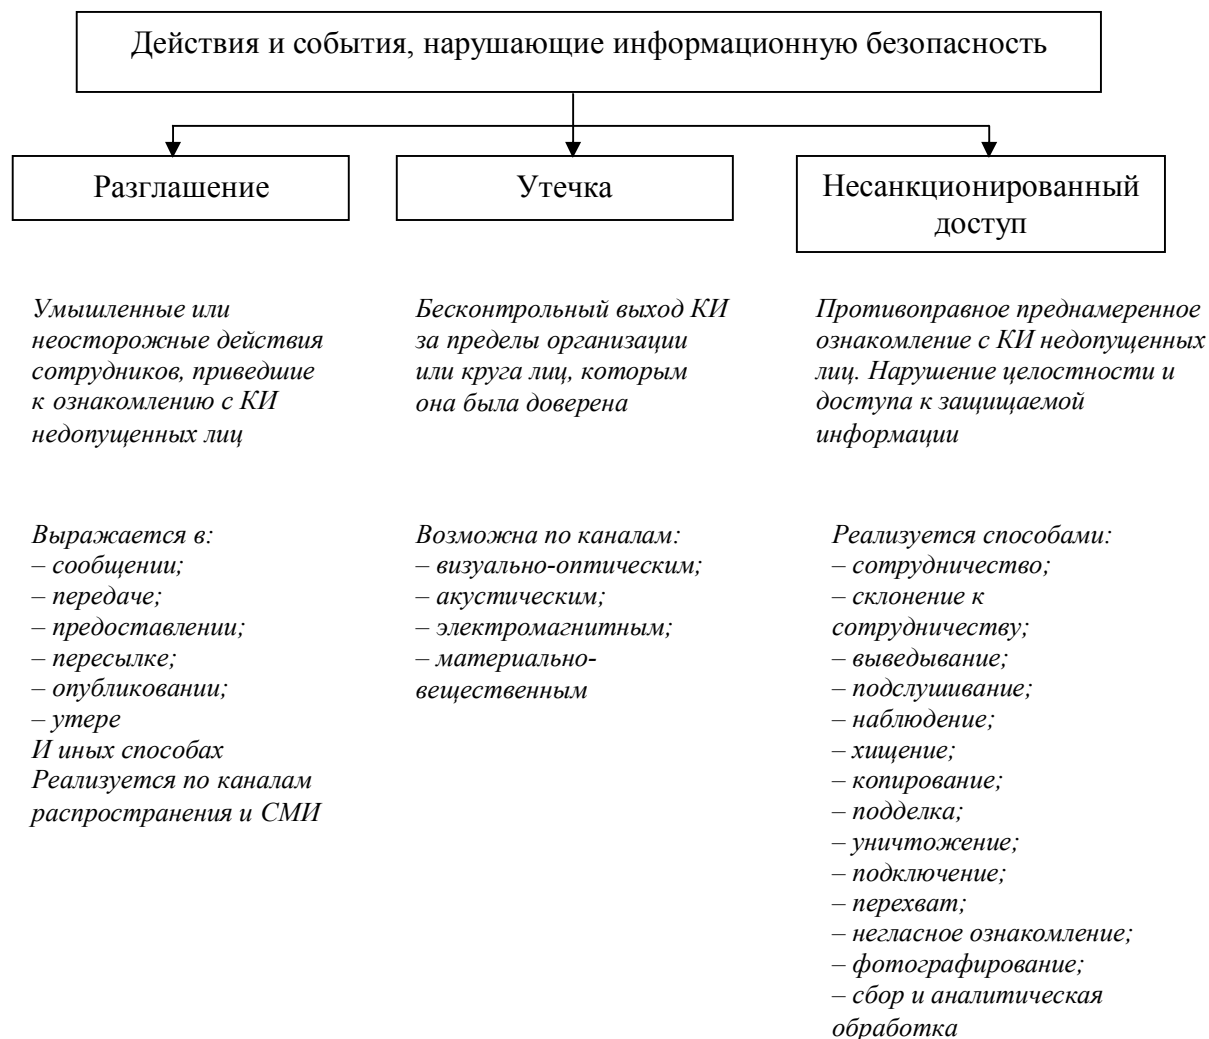 Действия и события, нарушающие информационную безопасность
Разглашение
Утечка
Несанкционированный
доступ
Умышленные или
неосторожные действия
сотрудников, приведшие
к ознакомлению с КИ
недопущенных лиц
Бесконтрольный выход КИ
за пределы организации
или круга лиц, которым
она была доверена
Противоправное преднамеренное
ознакомление с КИ недопущенных
лиц. Нарушение целостности и
доступа к защищаемой
информации
Выражается в:
– сообщении;
– передаче;
– предоставлении;
– пересылке;
– опубликовании;
– утере
И иных способах
Реализуется по каналам
распространения и СМИ
Возможна по каналам:
– визуально-оптическим;
– акустическим;
– электромагнитным;
– материально-
вещественным
Реализуется способами:
– сотрудничество;
– склонение к
сотрудничеству;
– выведывание;
– подслушивание;
– наблюдение;
– хищение;
– копирование;
– подделка;
– уничтожение;
– подключение;
– перехват;
– негласное ознакомление;
– фотографирование;
– сбор и аналитическая
обработка